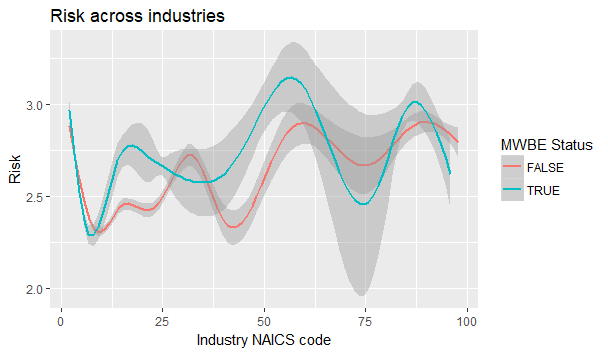 Risk across industries
Risk
3.0
2.5
2.0
0
25
50
75
100
Industry NAICS code
MWBE Status
FALSE
TRUE